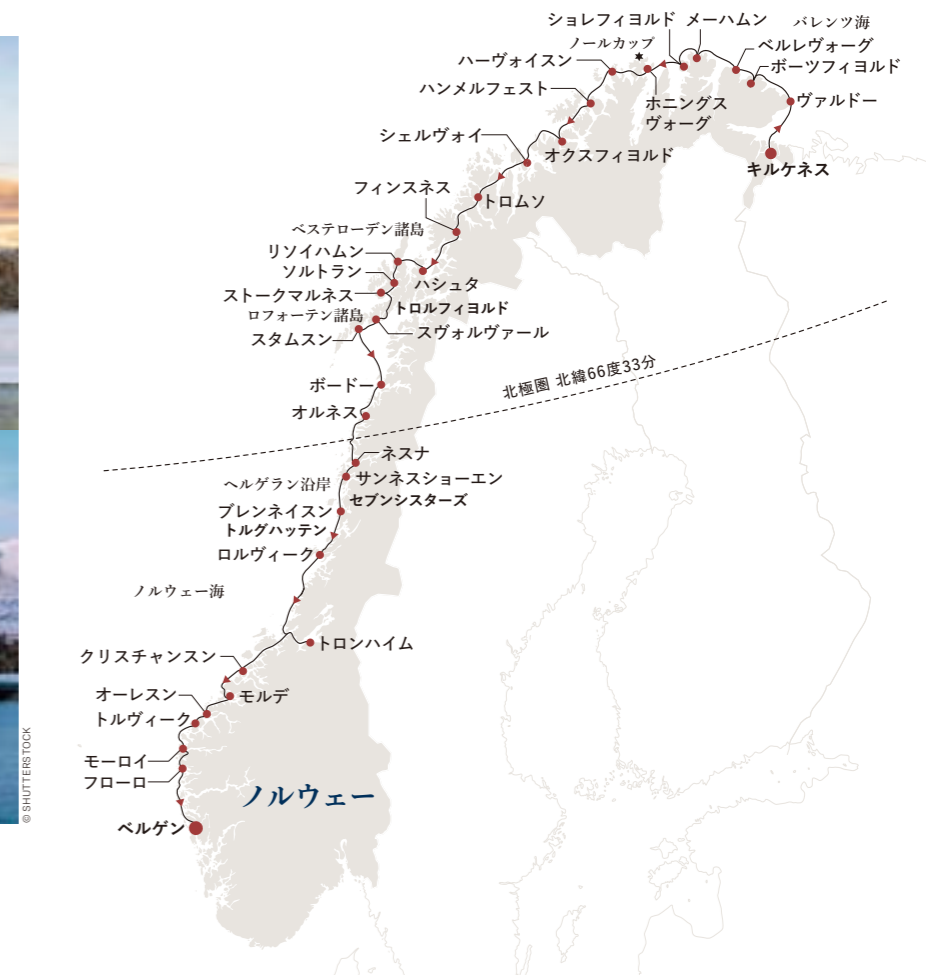 ショレフィヨルド
メーハムン
バレンツ海
ノールカップ
ベルレヴォーグ
ハーヴォイスン
ボーツフィヨルド
ハンメルフェスト
ホニングス
ヴォーグ
ヴァルドー
シェルヴォイ
オクスフィヨルド
キルケネス
フィンスネス
トロムソ
ベステローデン諸島
リソイハムン
ソルトラン
ハシュタ
ストークマルネス
トロルフィヨルド
ロフォーテン諸島
スヴォルヴァール
スタムスン
北極圏 北緯66度33分
ボードー
オルネス
ネスナ
サンネスショーエン
ヘルゲラン沿岸
セブンシスターズ
ブレンネイスン
トルグハッテン
ロルヴィーク
ノルウェー海
トロンハイム
クリスチャンスン
オーレスン
モルデ
トルヴィーク
モーロイ
フローロ
ノルウェー
ベルゲン
© SHUTTERSTOCK